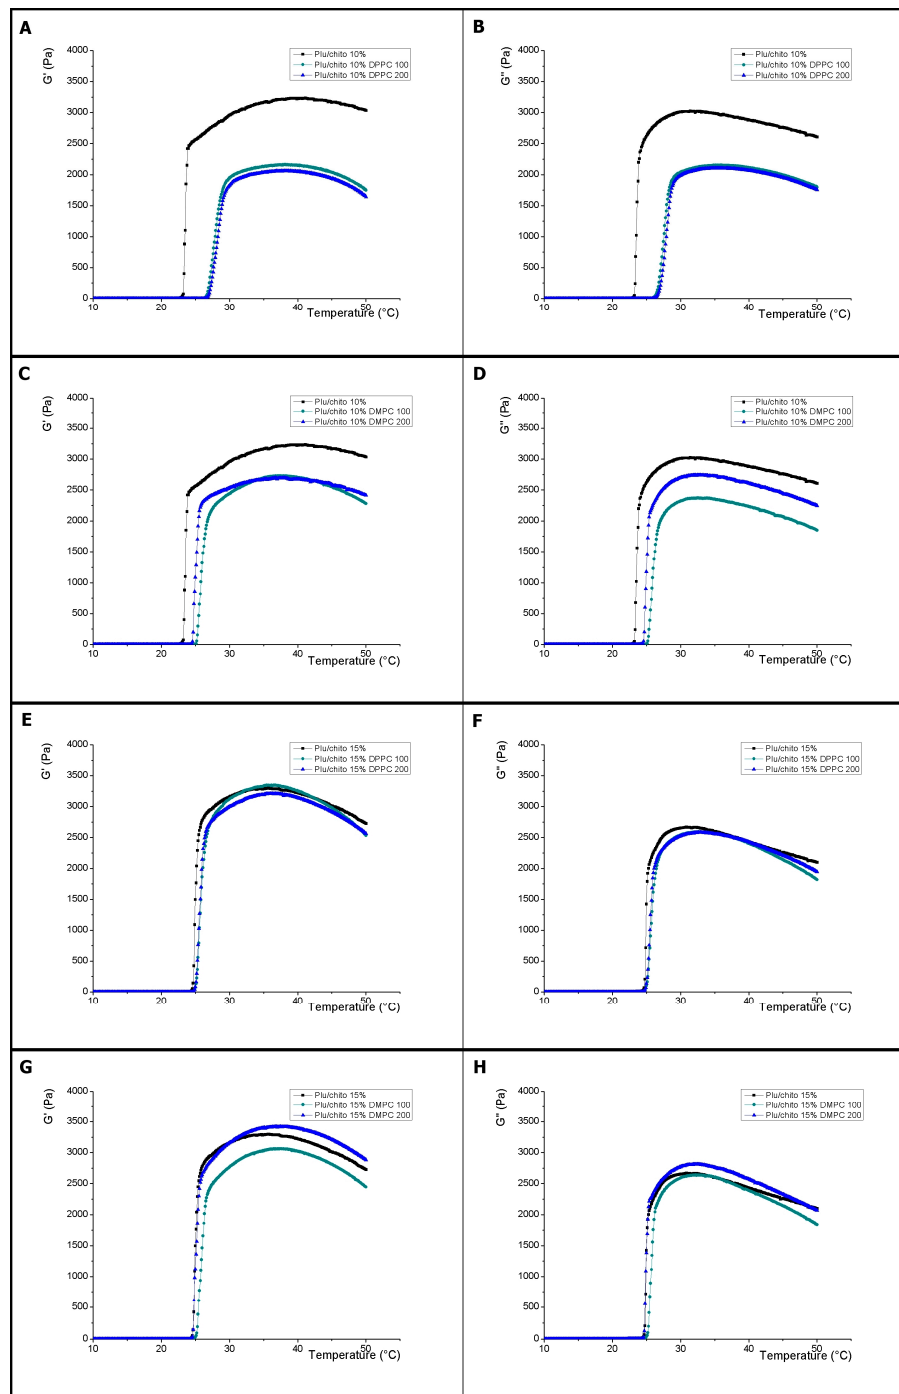 A
G' (Pa)
4000
3500
3000
2500
2000
1500
1000
500
0
10
20
30
40
50
Temperature (°C)
Plu/chito 10%
Plu/chito 10% DPPC 100
Plu/chito 10% DPPC 200
B
G'' (Pa)
4000
3500
3000
2500
2000
1500
1000
500
0
10
20
30
40
50
Temperature (°C)
Plu/chito 10%
Plu/chito 10% DPPC 100
Plu/chito 10% DPPC 200
C
G' (Pa)
4000
3500
3000
2500
2000
1500
1000
500
0
10
20
30
40
50
Temperature (°C)
Plu/chito 10%
Plu/chito 10% DMPC 100
Plu/chito 10% DMPC 200
D
G'' (Pa)
4000
3500
3000
2500
2000
1500
1000
500
0
10
20
30
40
50
Temperature (°C)
Plu/chito 10%
Plu/chito 10% DMPC 100
Plu/chito 10% DMPC 200
E
G' (Pa)
4000
3500
3000
2500
2000
1500
1000
500
0
10
20
30
40
50
Temperature (°C)
Plu/chito 15%
Plu/chito 15% DPPC 100
Plu/chito 15% DPPC 200
F
G'' (Pa)
4000
3500
3000
2500
2000
1500
1000
500
0
10
20
30
40
50
Temperature (°C)
Plu/chito 15%
Plu/chito 15% DPPC 100
Plu/chito 15% DPPC 200
G
G' (Pa)
4000
3500
3000
2500
2000
1500
1000
500
0
10
20
30
40
50
Temperature (°C)
Plu/chito 15%
Plu/chito 15% DMPC 100
Plu/chito 15% DMPC 200
H
G'' (Pa)
4000
3500
3000
2500
2000
1500
1000
500
0
10
20
30
40
50
Temperature (°C)
Plu/chito 15%
Plu/chito 15% DMPC 100
Plu/chito 15% DMPC 200